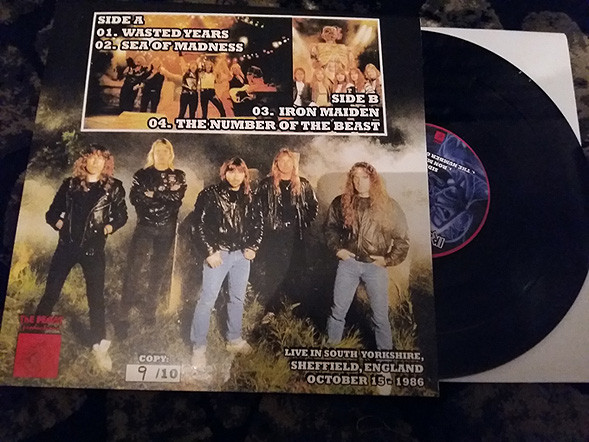 SIDE A
01. WASTED YEARS
02. SEA OF MADNESS
SIDE B
03. IRON MAIDEN
04. THE NUMBER OF THE BEAST
COPY:
9 /10
LIVE IN SOUTH YORKSHIRE,
SHEFFIELD, ENGLAND
OCTOBER 15 - 1986